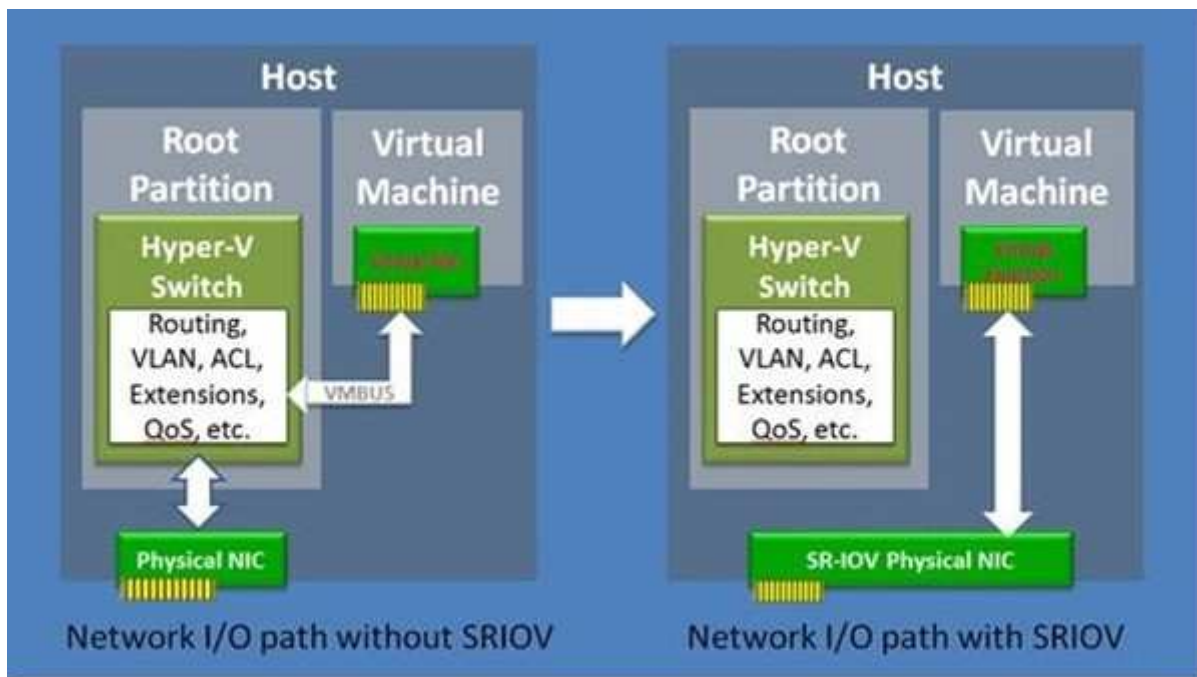 Host
Root
Partition
Hyper-V
Switch
Routing,
VLAN, ACL,
Extensions,
QoS, etc.
Virtual
Machine
VMBUS
Physical NIC
Network I/O path without SRIOV
Host
Root
Partition
Hyper-V
Switch
Routing,
VLAN, ACL,
Extensions,
QoS, etc.
Virtual
Machine
SR-IOV Physical NIC
Network I/O path with SRIOV